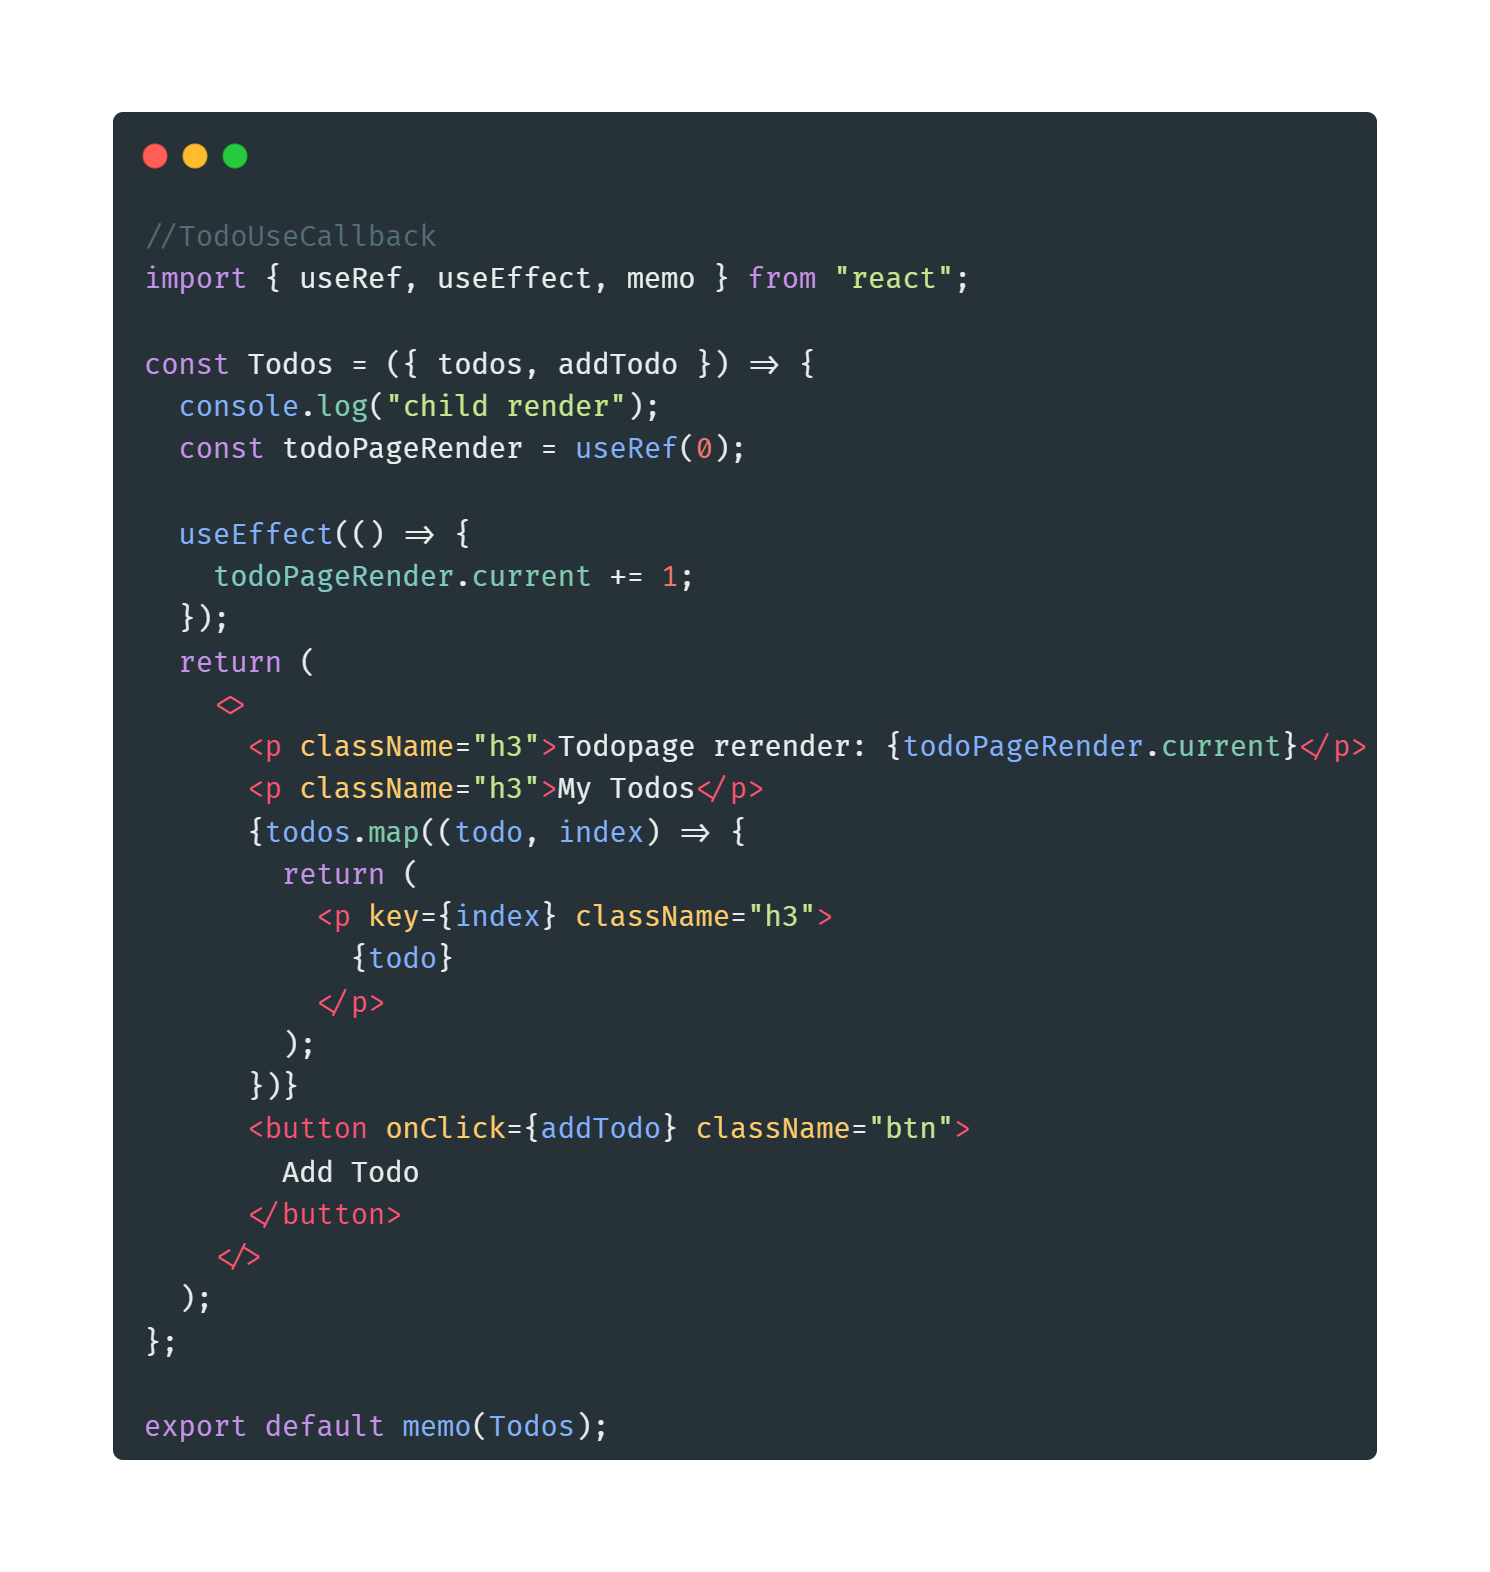 //TodoUseCallback
import { useRef, useEffect, memo } from "react";

const Todos = ({ todos, addTodo }) => {
  console.log("child render");
  const todoPageRender = useRef(0);

  useEffect(() => {
    todoPageRender.current += 1;
  });
  return (
    <>
      <p className="h3">Todopage rerender: {todoPageRender.current}</p>
      <p className="h3">My Todos</p>
      {todos.map((todo, index) => {
        return (
          <p key={index} className="h3">
            {todo}
          </p>
        );
      })}
      <button onClick={addTodo} className="btn">
        Add Todo
      </button>
    </>
  );
};

export default memo(Todos);